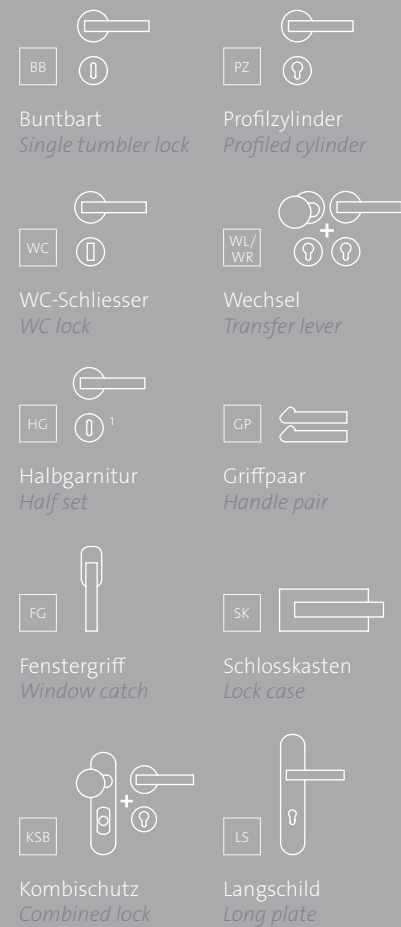 BB
Buntbart
Single tumbler lock
PZ
Profilzylinder
Profiled cylinder
WC
WC-Schliesser
WC lock
WL/
WR
Wechsel
Transfer lever
HG
1
Halbgarnitur
Half set
GP
Griffpaar
Handle pair
FG
Fenstergriff
Window catch
SK
Schlosskasten
Lock case
KSB
Kombischutz
Combined lock
LS
Langschild
Long plate